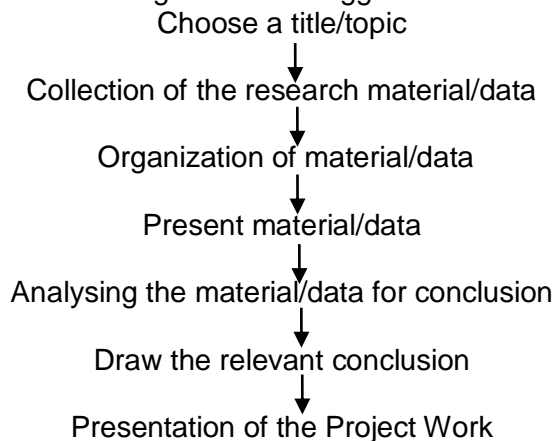 Choose a title/topic
Collection of the research material/data
Organization of material/data
Present material/data
Analysing the material/data for conclusion
Draw the relevant conclusion
Presentation of the Project Work